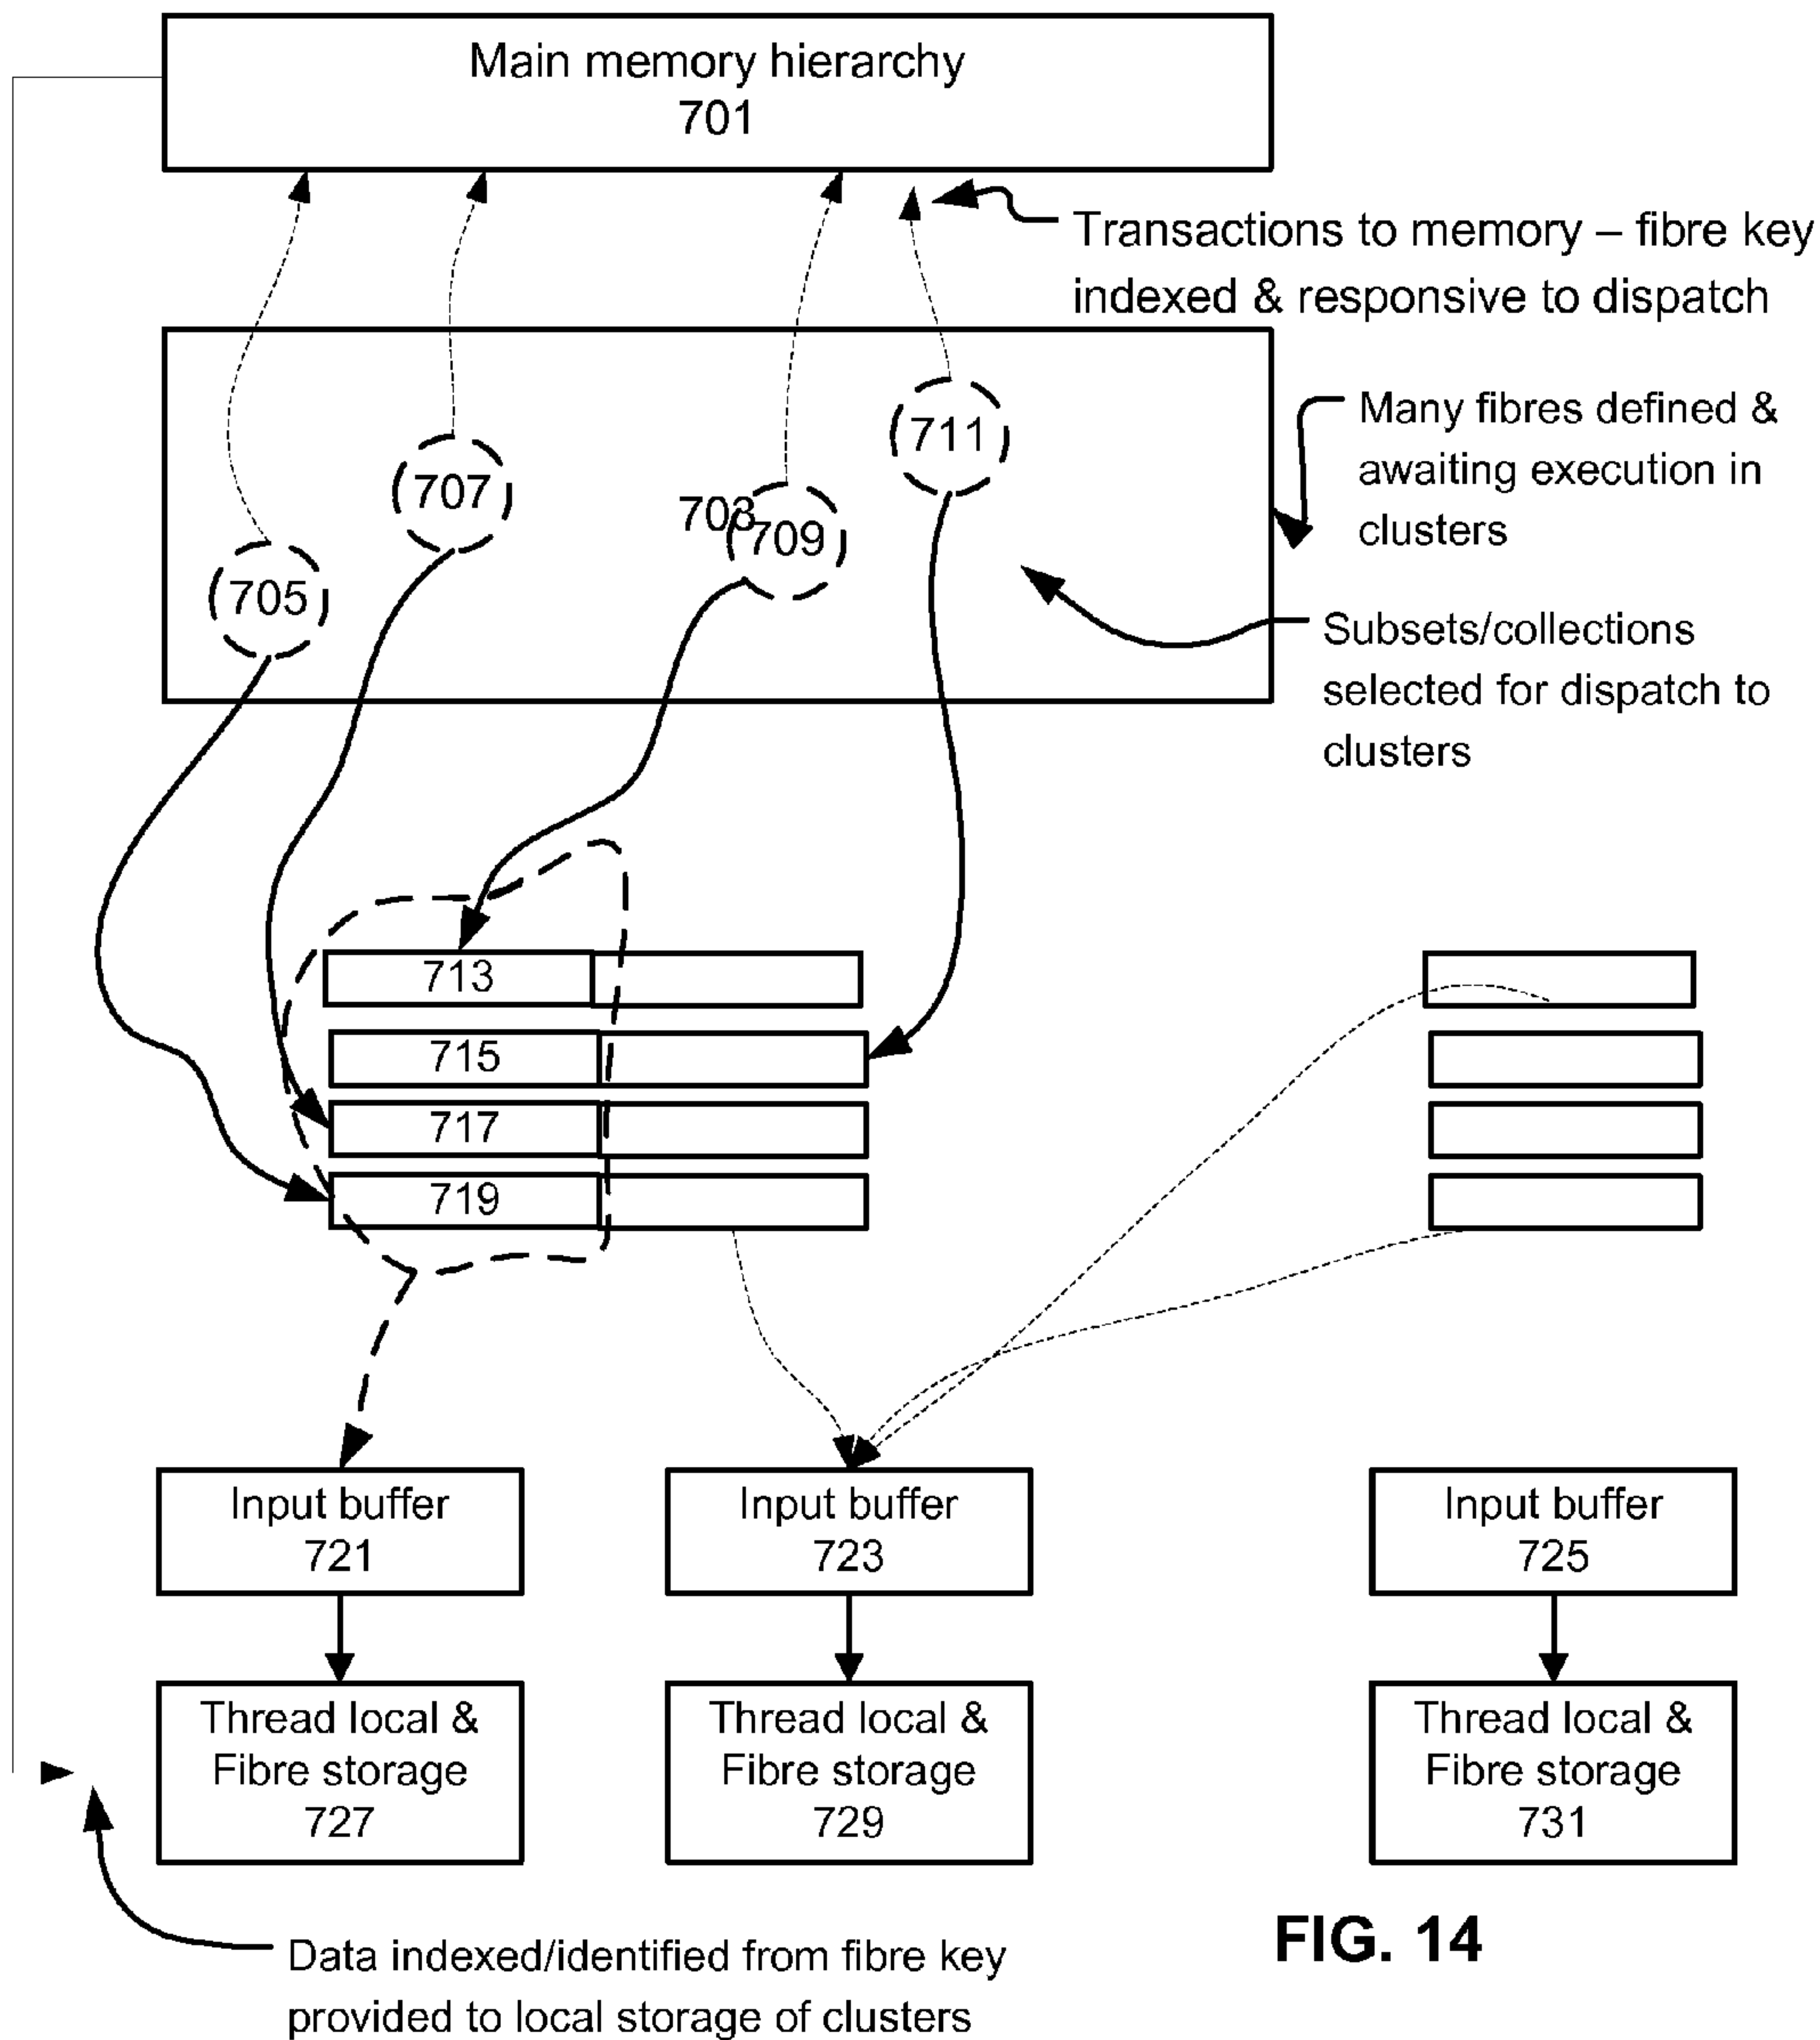 Main memory hierarchy
701
Transactions to memory – fibre key
indexed & responsive to dispatch
Many fibres defined &
awaiting execution in
clusters
711
707
703
709
705
Subsets/collections
selected for dispatch to
clusters
713
715
717
719
Input buffer
721
Input buffer
723
Input buffer
725
Thread local &
Fibre storage
727
Thread local &
Fibre storage
729
Thread local &
Fibre storage
731
FIG. 14
Data indexed/identified from fibre key
provided to local storage of clusters